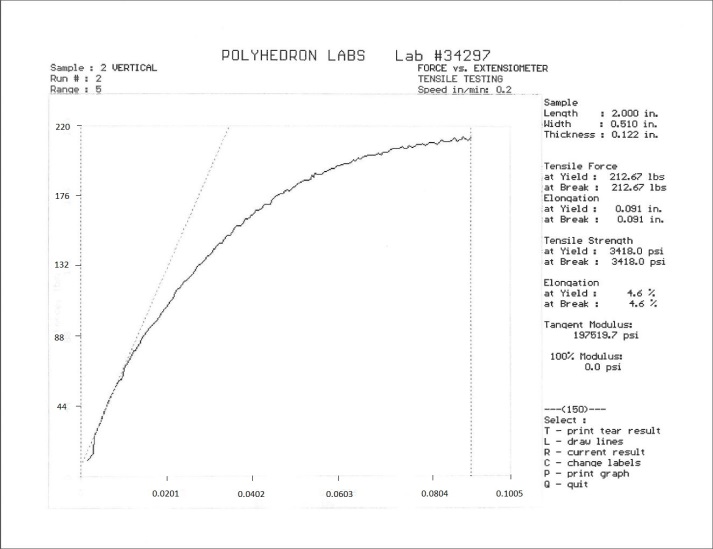 POLYHEDRON LABS Lab #34297
Sample : 2 VERTICAL
Run # : 2
Range : 5
FORCE vs. EXTENSIOMETER
TENSILE TESTING
Speed in/min: 0.2
220
176
132
88
44
0.0201 0.0402 0.0603 0.0804 0.1005
Sample
Length : 2.000 in.
Width : 0.510 in.
Thickness : 0.122 in.
Tensile Force
at Yield : 212.67 lbs
at Break : 212.67 lbs
Elongation
at Yield : 0.091 in.
at Break : 0.091 in.
Tensile Strength
at Yield : 3418.0 psi
at Break : 3418.0 psi
Elongation
at Yield : 4.6 %
at Break : 4.6 %
Tangent Modulus:
197519.7 psi
100% Modulus:
0.0 psi
---(150)---
Select :
T - print tear result
L - draw lines
R - current result
C - change labels
P - print graph
Q - quit